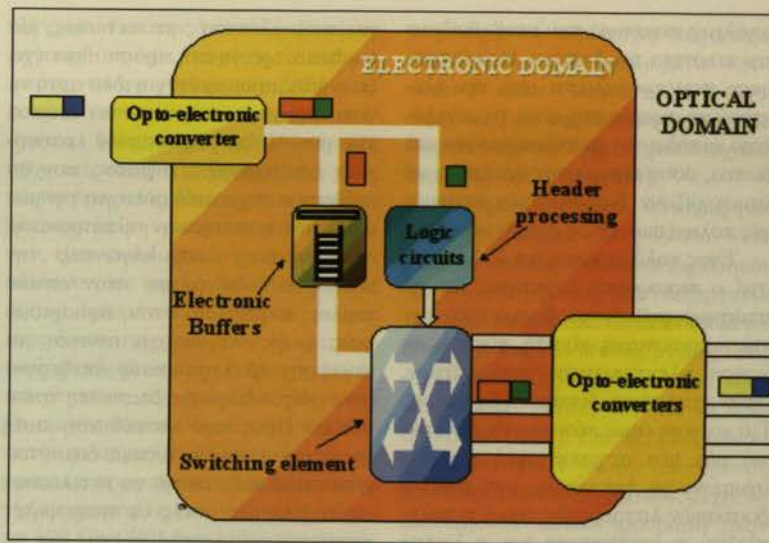 ELECTRONIC DOMAIN
OPTICAL
DOMAIN
Opto-electronic
converter
Header
processing
Logic
circuits
Electronic
Buffers
Opto-electronic
converters
Switching element